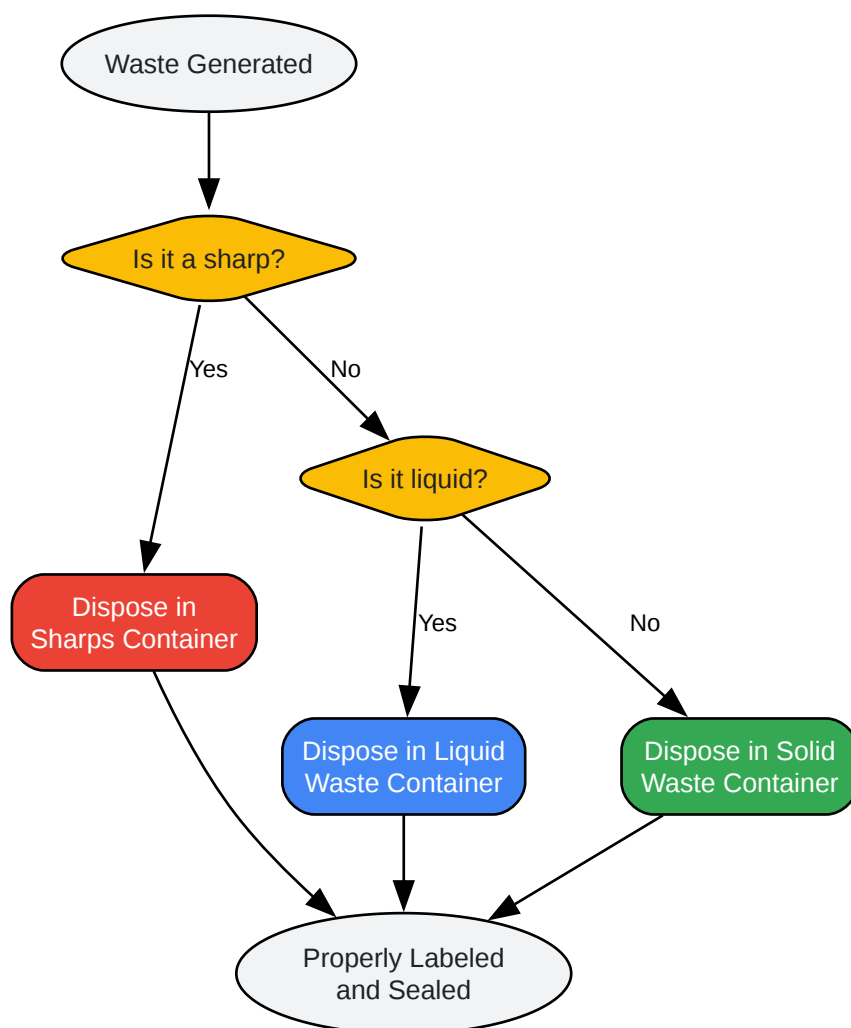 Waste Generated
Is it a sharp?
Yes
No
Is it liquid?
Dispose in
Sharps Container
Yes
No
Dispose in Liquid
Waste Container
Dispose in Solid
Waste Container
Properly Labeled
and Sealed